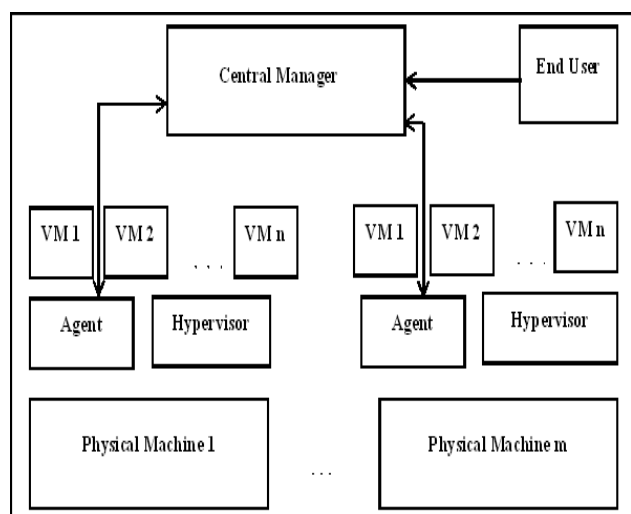 Central Manager
End User
VM 1
VM 2
. . .
VM n
VM 1
VM 2
. . .
VM n
Agent
Hypervisor
Agent
Hypervisor
Physical Machine 1
. . .
Physical Machine m